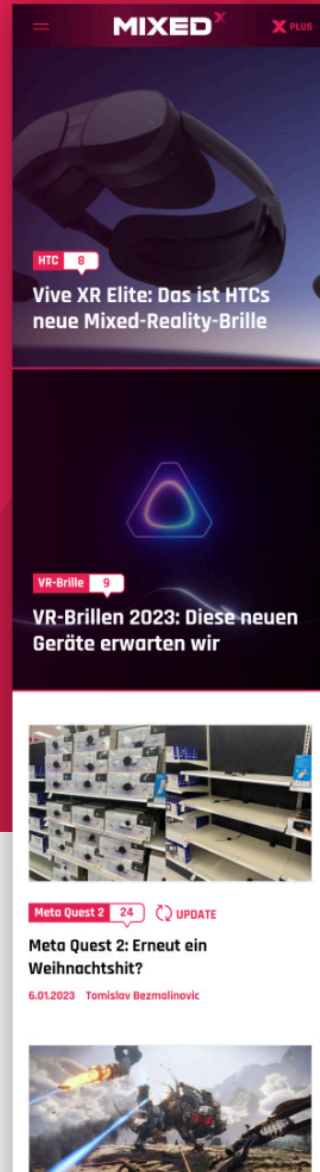 MIXED X
X PLUS
HTC 8
Vive XR Elite: Das ist HTCs
neue Mixed-Reality-Brille
VR-Brille 9
VR-Brillen 2023: Diese neuen
Geräte erwarten wir
Meta Quest 2 24 UPDATE
Meta Quest 2: Erneut ein
Weihnachtshit?
6.01.2023 Tomislav Bezmalinovic